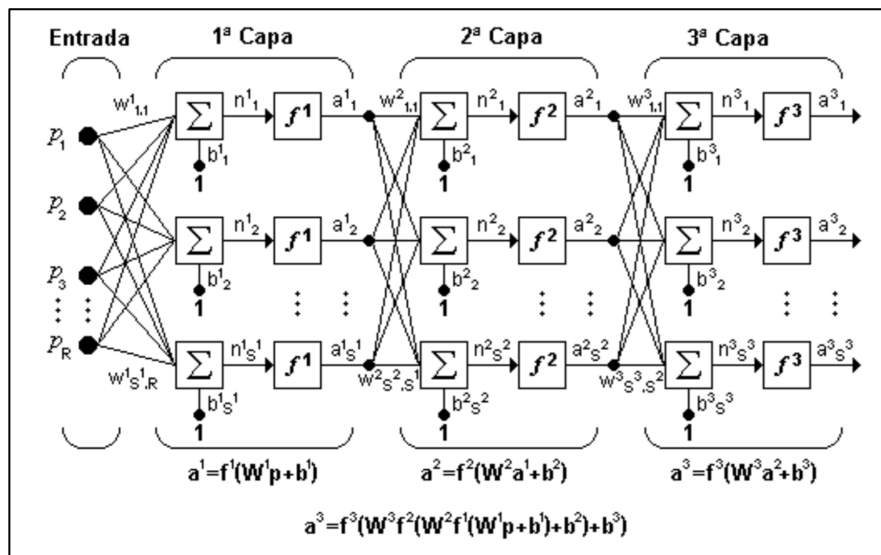 Entrada 1ª Capa 2ª Capa 3ª Capa
w¹1,1 Σ n¹1 f¹ a¹1 w²1,1 Σ n²1 f² a²1 w³1,1 Σ n³1 f³ a³1
p1 b¹1 b²1 b³1
1 1 1
p2 Σ n¹2 f¹ a¹2 Σ n²2 f² a²2 Σ n³2 f³ a³2
p3 b¹2 b²2 b³2
1 1 1
pR Σ n¹S¹ f¹ a¹S¹ Σ n²S² f² a²S² Σ n³S³ f³ a³S³
w¹S¹,R w²S²,S¹ w³S³,S²
b¹S¹ b²S² b³S³
1 1 1
a¹=f¹(W¹p+b¹) a²=f²(W²a¹+b²) a³=f³(W³a²+b³)
a³=f³(W³f²(W²f¹(W¹p+b¹)+b²)+b³)